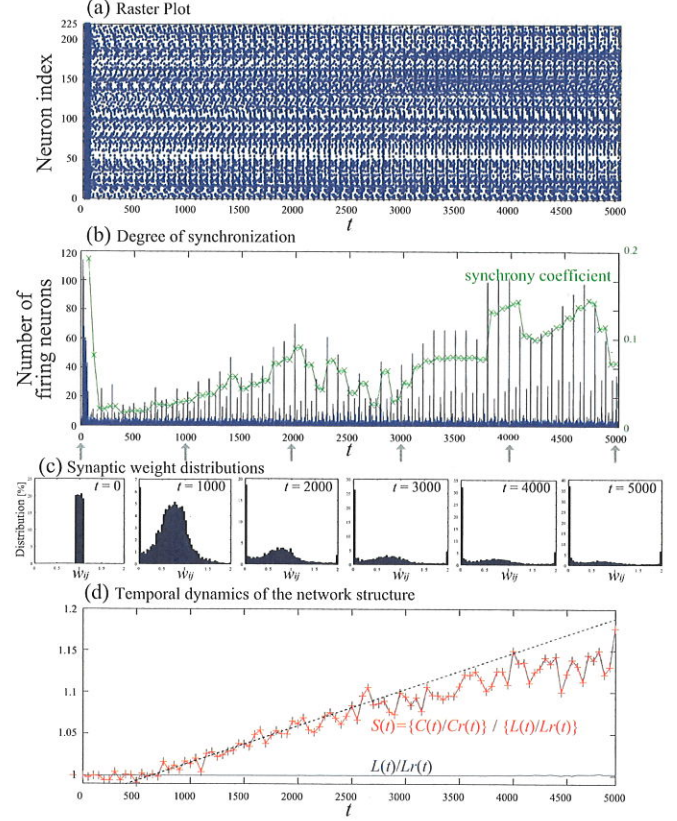 (a) Raster Plot
225
200
150
100
50
0
Neuron index
0 500 1000 1500 2000 2500 3000 3500 4000 4500 5000
t
(b) Degree of synchronization
120
100
80
60
40
20
0
Number of
firing neurons
synchrony coefficient
0.2
0.1
0
0 500 1000 1500 2000 2500 3000 3500 4000 4500 5000
t
(c) Synaptic weight distributions
Distribution [%]
t = 0 t = 1000 t = 2000 t = 3000 t = 4000 t = 5000
Wij Wij Wij Wij Wij Wij
(d) Temporal dynamics of the network structure
1.2
1.15
1.1
1.05
1
S(t)={C(t)/Cr(t)} / {L(t)/Lr(t)}
L(t)/Lr(t)
0 500 1000 1500 2000 2500 3000 3500 4000 4500 5000
t